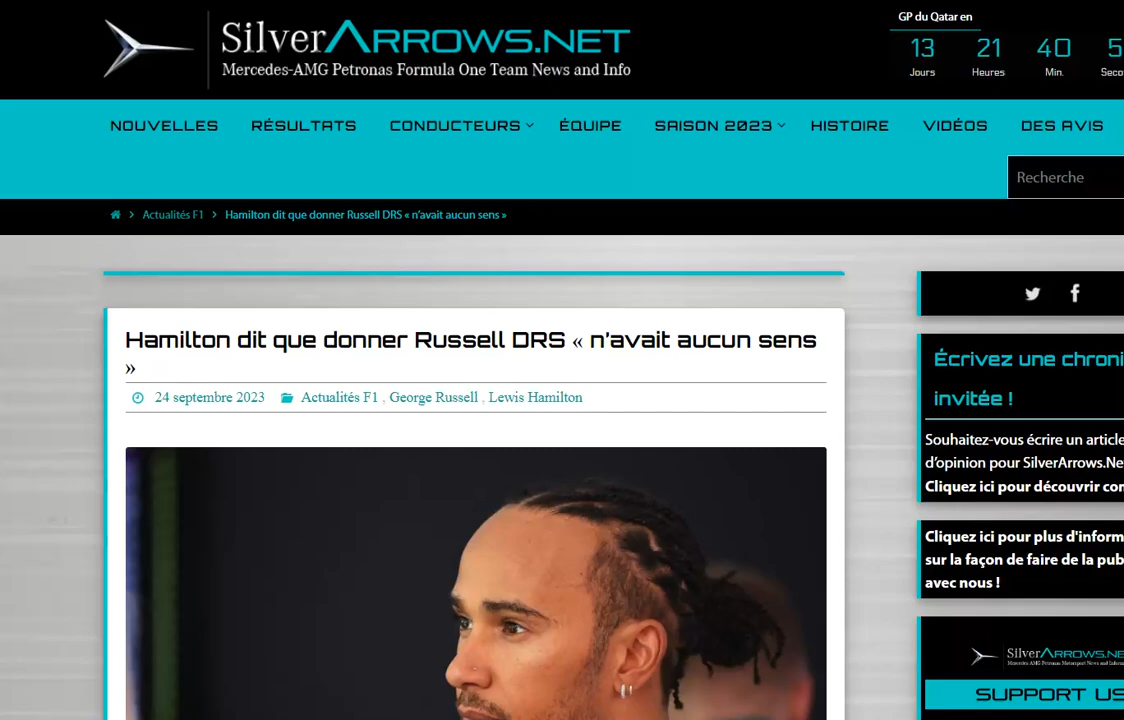 SilverARROWS.NET
Mercedes-AMG Petronas Formula One Team News and Info
GP du Qatar en
13 21 40 5
Jours Heures Min.
NOUVELLES RÉSULTATS CONDUCTEURS ÉQUIPE SAISON 2023 HISTOIRE VIDÉOS DES AVIS
Recherche
Actualités F1 > Hamilton dit que donner Russell DRS « n’avait aucun sens »
Hamilton dit que donner Russell DRS « n’avait aucun sens
»
24 septembre 2023 Actualités F1 , George Russell , Lewis Hamilton
Écrivez une chroni
invitée !
Souhaitez-vous écrire un article
d’opinion pour SilverArrows.Ne
Cliquez ici pour découvrir con
Cliquez ici pour plus d'inform
sur la façon de faire de la pub
avec nous !
SilverARROWS.NE
SUPPORT US